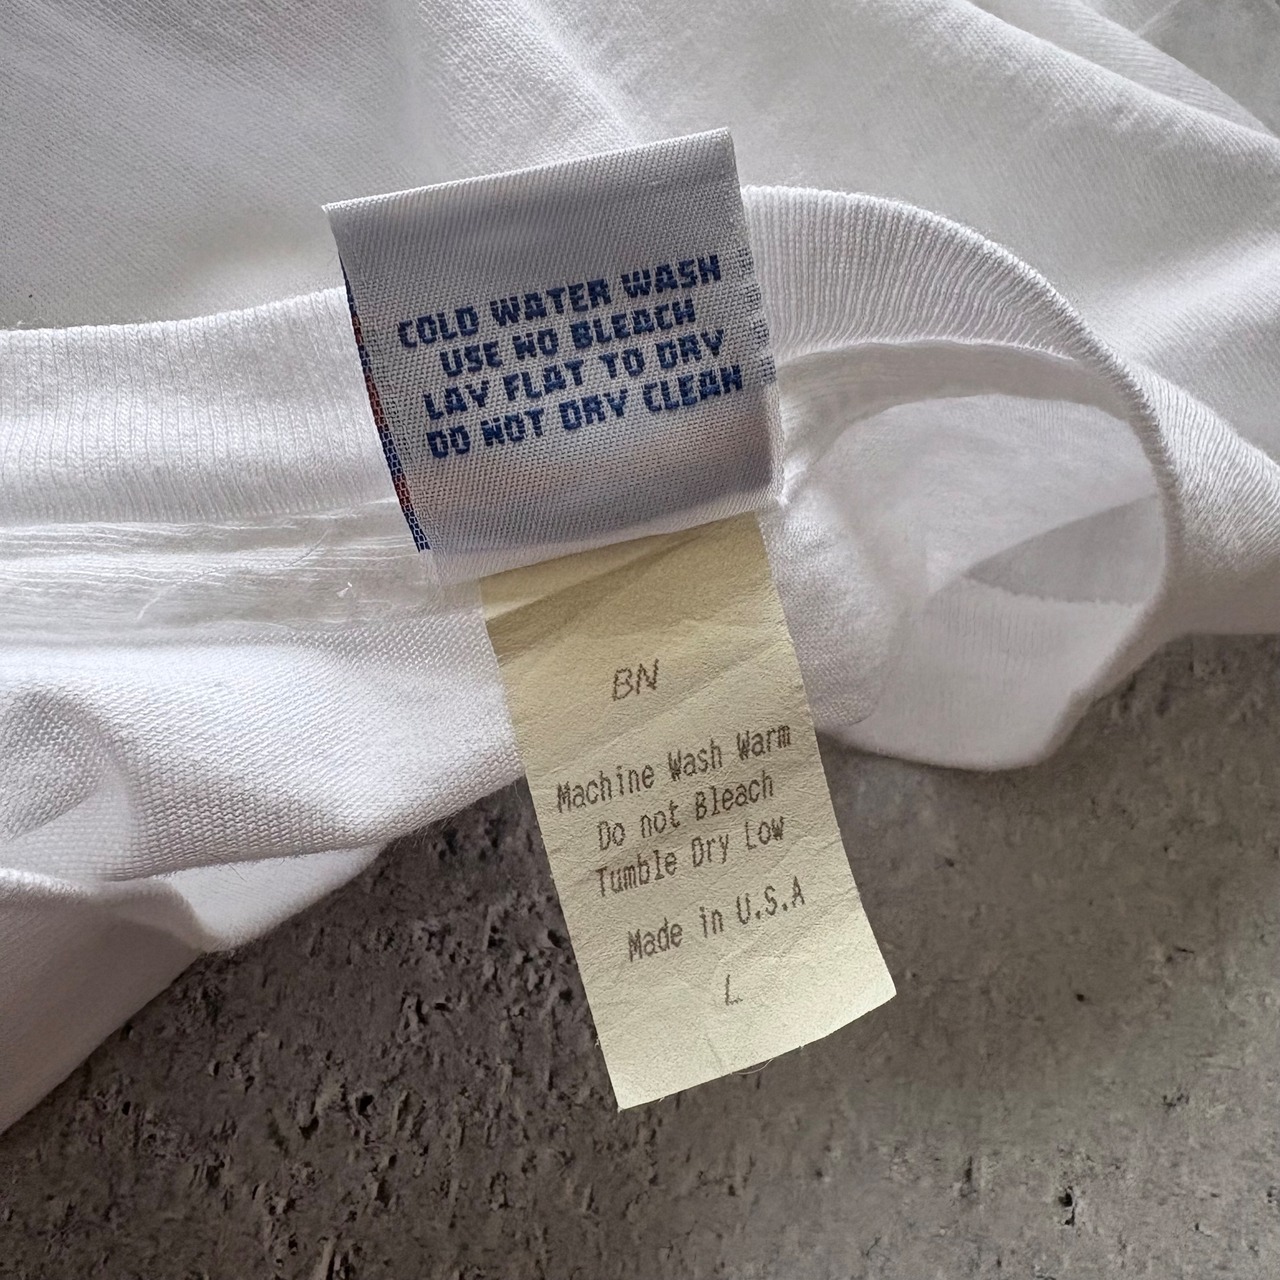 COLD WATER WASH
USE NO BLEACH
LAY FLAT TO DRY
DO NOT DRY CLEAN
BN
Machine Wash Warm
Do not Bleach
Tumble Dry Low
Made in U.S.A
L